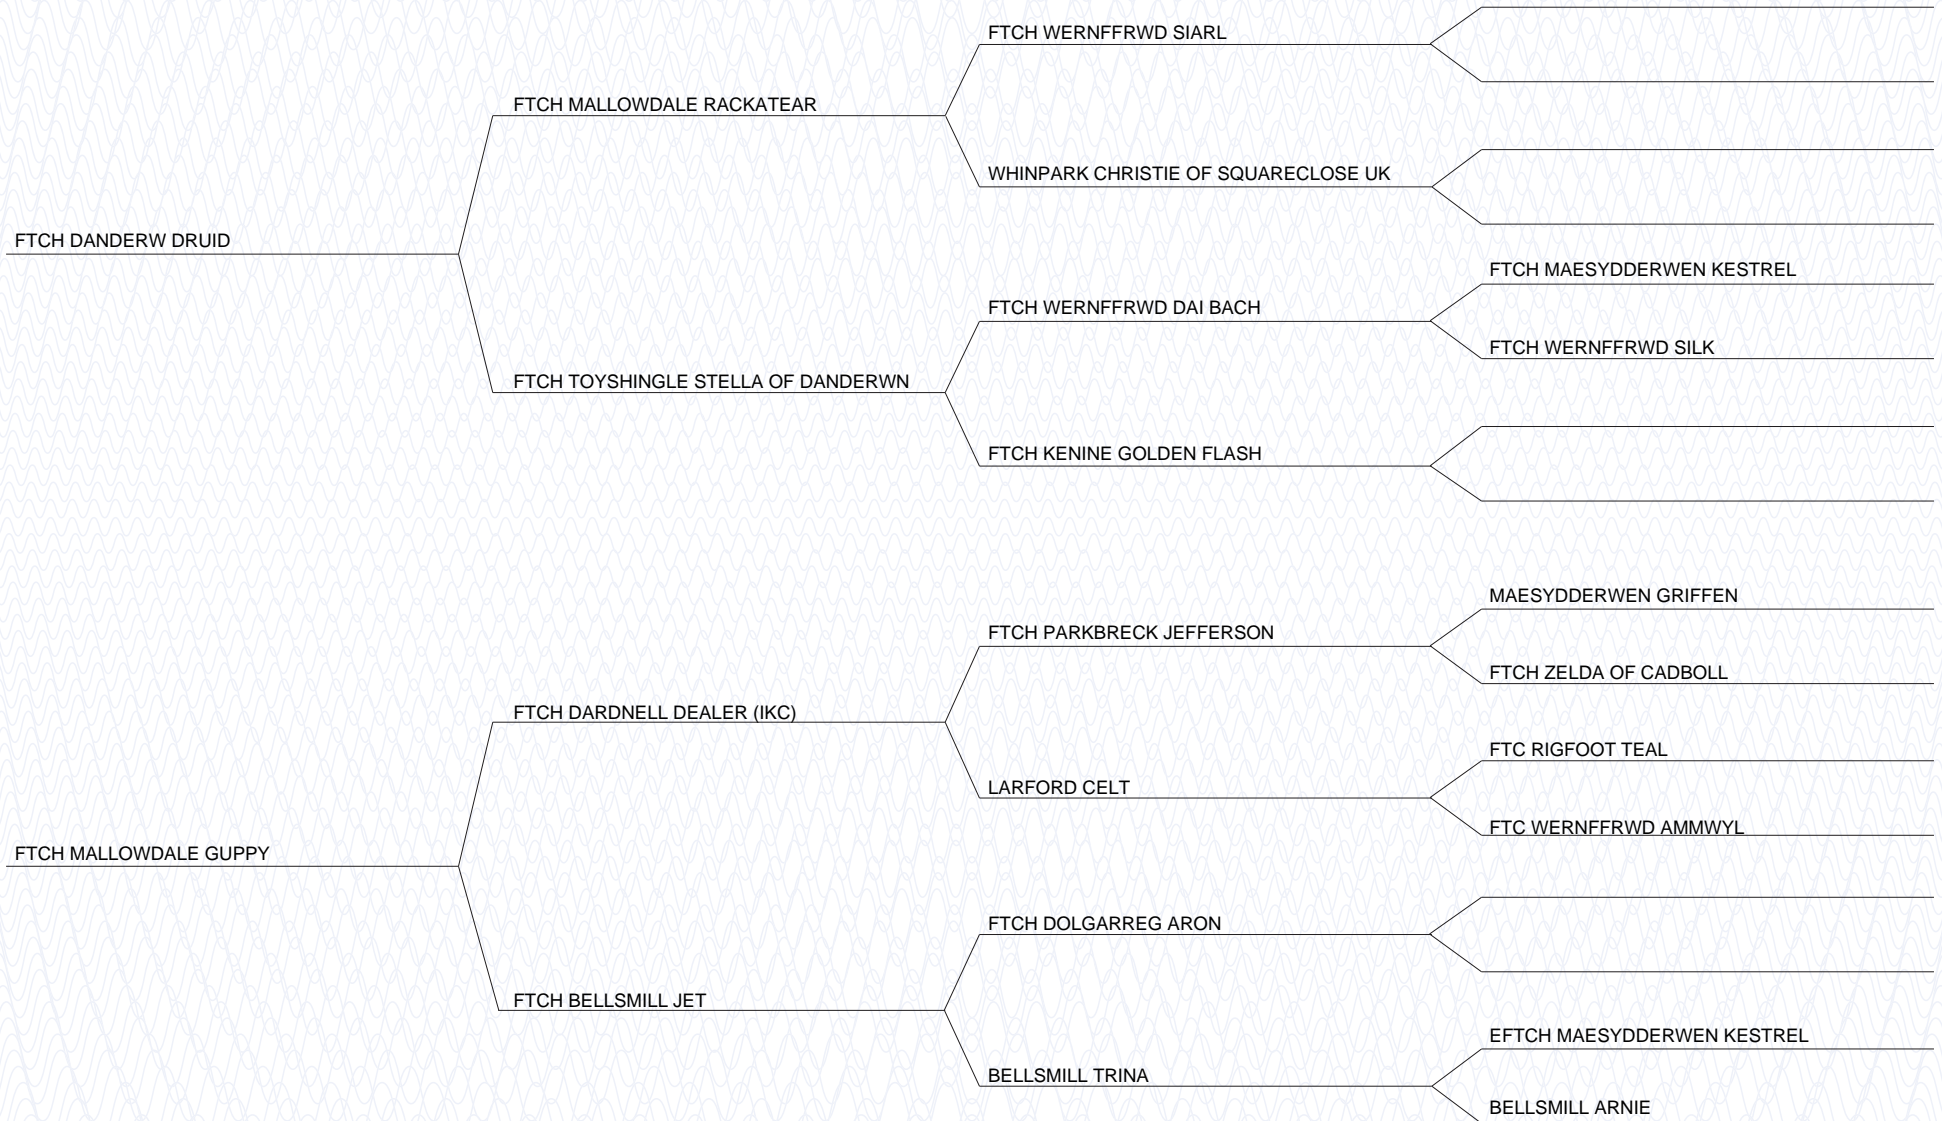 FTCH WERNFFRWD SIARL
FTCH MALLOWDALE RACKATEAR
WHINPARK CHRISTIE OF SQUARECLOSE UK
FTCH DANDERW DRUID
FTCH MAESYDDERWEN KESTREL
FTCH WERNFFRWD DAI BACH
FTCH WERNFFRWD SILK
FTCH TOYSHINGLE STELLA OF DANDERWN
FTCH KENINE GOLDEN FLASH
MAESYDDERWEN GRIFFEN
FTCH PARKBRECK JEFFERSON
FTCH ZELDA OF CADBOLL
FTCH DARDNELL DEALER (IKC)
FTC RIGFOOT TEAL
LARFORD CELT
FTC WERNFFRWD AMMWYL
FTCH MALLOWDALE GUPPY
FTCH DOLGARREG ARON
FTCH BELLSMILL JET
EFTCH MAESYDDERWEN KESTREL
BELLSMILL TRINA
BELLSMILL ARNIE